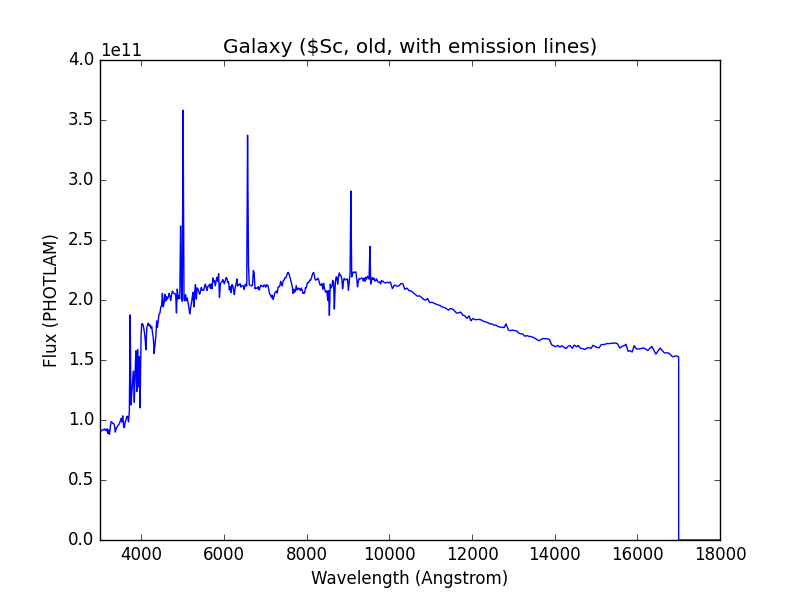 Galaxy ($Sc, old, with emission lines)
1e11
4.0
3.5
3.0
2.5
2.0
1.5
1.0
0.5
0.0
Flux (PHOTLAM)
4000 6000 8000 10000 12000 14000 16000 18000
Wavelength (Angstrom)